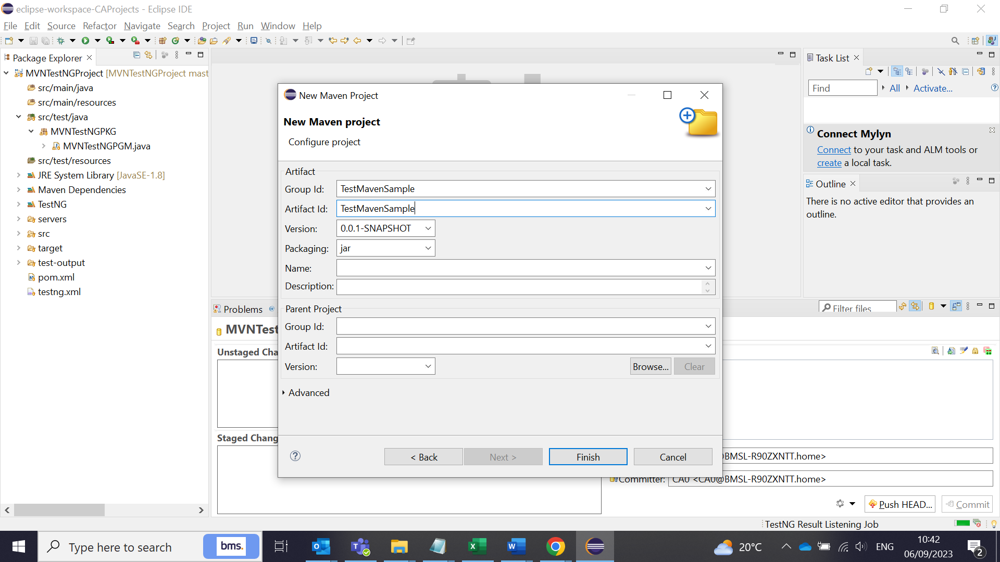 eclipse-workspace-CAProjects - Eclipse IDE
File Edit Source Refactor Navigate Search Project Run Window Help
Package Explorer
MVNTestNGProject [MVNTestNGProject mast
src/main/java
src/main/resources
src/test/java
MVNTestNGPKG
MVNTestNGPGM.java
src/test/resources
JRE System Library [JavaSE-1.8]
Maven Dependencies
TestNG
servers
src
target
test-output
pom.xml
testng.xml
New Maven Project
New Maven project
Configure project
Artifact
Group Id: TestMavenSample
Artifact Id: TestMavenSample
Version: 0.0.1-SNAPSHOT
Packaging: jar
Name:
Description:
Parent Project
Group Id:
Artifact Id:
Version:
Browse... Clear
Advanced
< Back Next > Finish Cancel
Task List
Find All Activate...
Connect Mylyn
Connect to your task and ALM tools or
create a local task.
Outline
There is no active editor that provides an
outline.
Problems @
Filter files
MVNTest
Unstaged Cha
Staged Chang
@BMSL-R90ZXNTT.home>
Committer: CA0 <CA0@BMSL-R90ZXNTT.home>
Push HEAD... Commit
TestNG Result Listening Job
Type here to search
bms.
20°C
ENG
10:42
06/09/2023
2